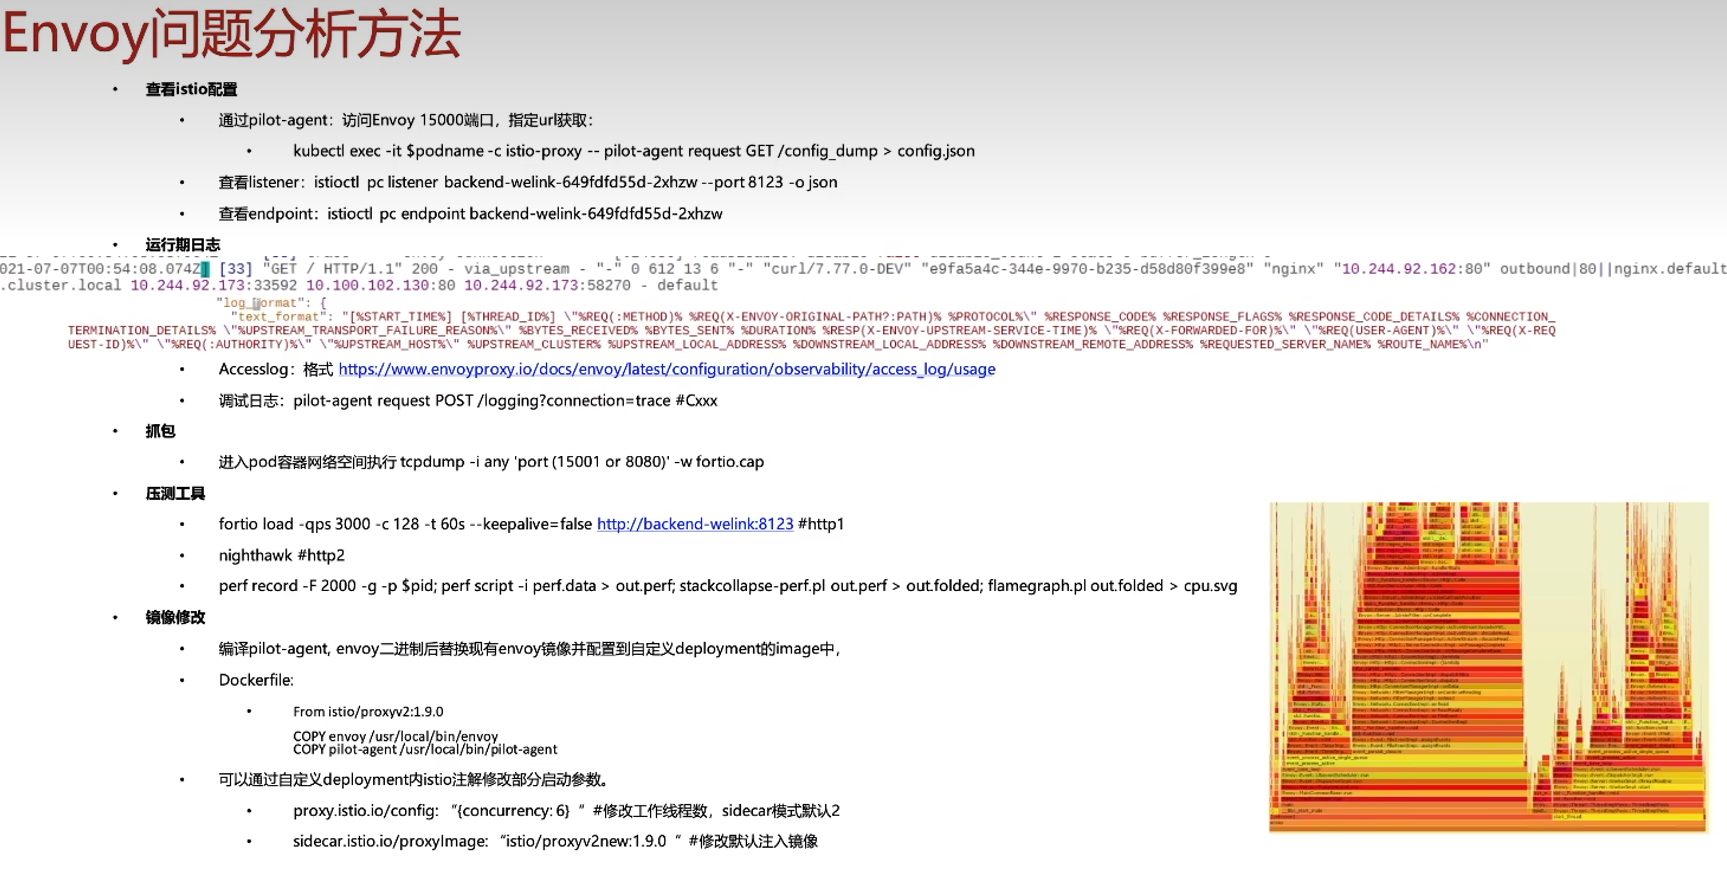 Envoy问题分析方法
• 查看istio配置
• 通过pilot-agent：访问Envoy 15000端口，指定url获取：
• kubectl exec -it $podname -c istio-proxy -- pilot-agent request GET /config_dump > config.json
• 查看listener：istioctl pc listener backend-welink-649fdfd55d-2xhzw --port 8123 -o json
• 查看endpoint：istioctl pc endpoint backend-welink-649fdfd55d-2xhzw
• 运行期日志
021-07-07T00:54:08.074Z] [33] "GET / HTTP/1.1" 200 - via_upstream - "-" 0 612 13 6 "-" "curl/7.77.0-DEV" "e9fa5a4c-344e-9970-b235-d58d80f399e8" "nginx" "10.244.92.162:80" outbound|80||nginx.default
.cluster.local 10.244.92.173:33592 10.100.102.130:80 10.244.92.173:58270 - default
"log_format": {
"text_format": "[%START_TIME%] [%THREAD_ID%] \"%REQ(:METHOD)% %REQ(X-ENVOY-ORIGINAL-PATH?:PATH)% %PROTOCOL%\" %RESPONSE_CODE% %RESPONSE_FLAGS% %RESPONSE_CODE_DETAILS% %CONNECTION_
TERMINATION_DETAILS% \"%UPSTREAM_TRANSPORT_FAILURE_REASON%\" %BYTES_RECEIVED% %BYTES_SENT% %DURATION% %RESP(X-ENVOY-UPSTREAM-SERVICE-TIME)% \"%REQ(X-FORWARDED-FOR)%\" \"%REQ(USER-AGENT)%\" \"%REQ(X-REQ
UEST-ID)%\" \"%REQ(:AUTHORITY)%\" \"%UPSTREAM_HOST%\" %UPSTREAM_CLUSTER% %UPSTREAM_LOCAL_ADDRESS% %DOWNSTREAM_LOCAL_ADDRESS% %DOWNSTREAM_REMOTE_ADDRESS% %REQUESTED_SERVER_NAME% %ROUTE_NAME%\n"
• Accesslog：格式 https://www.envoyproxy.io/docs/envoy/latest/configuration/observability/access_log/usage
• 调试日志：pilot-agent request POST /logging?connection=trace #Cxxx
• 抓包
• 进入pod容器网络空间执行 tcpdump -i any 'port (15001 or 8080)' -w fortio.cap
• 压测工具
• fortio load -qps 3000 -c 128 -t 60s --keepalive=false http://backend-welink:8123 #http1
• nighthawk #http2
• perf record -F 2000 -g -p $pid; perf script -i perf.data > out.perf; stackcollapse-perf.pl out.perf > out.folded; flamegraph.pl out.folded > cpu.svg
• 镜像修改
• 编译pilot-agent, envoy二进制后替换现有envoy镜像并配置到自定义deployment的image中，
• Dockerfile:
• From istio/proxyv2:1.9.0
COPY envoy /usr/local/bin/envoy
COPY pilot-agent /usr/local/bin/pilot-agent
• 可以通过自定义deployment内istio注解修改部分启动参数。
• proxy.istio.io/config: “{concurrency: 6} ” #修改工作线程数，sidecar模式默认2
• sidecar.istio.io/proxyImage: “istio/proxyv2new:1.9.0 ” #修改默认注入镜像